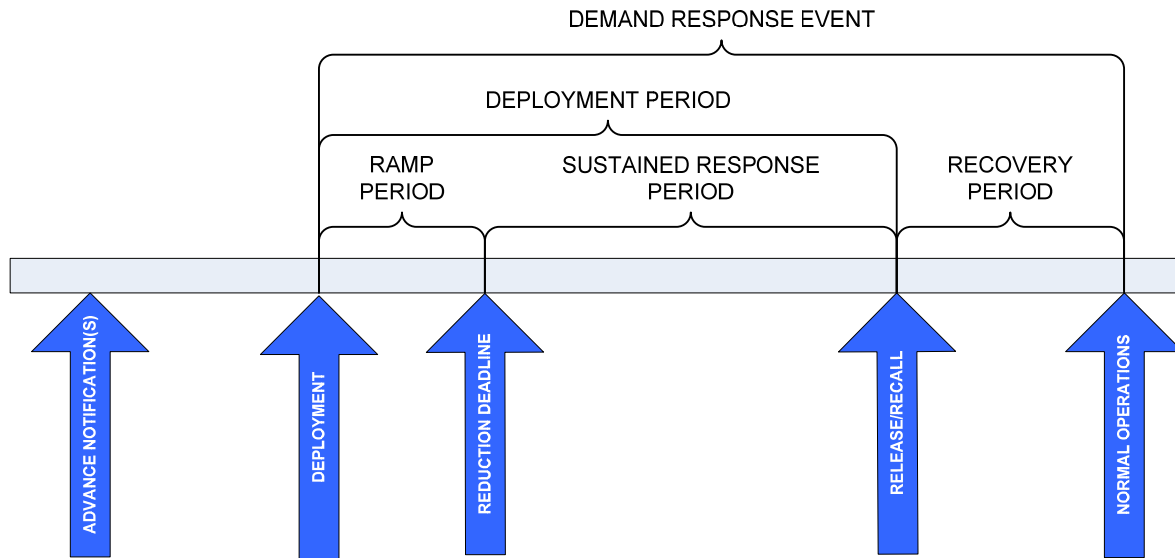 DEMAND RESPONSE EVENT
DEPLOYMENT PERIOD
RAMP
PERIOD
SUSTAINED RESPONSE
PERIOD
RECOVERY
PERIOD
ADVANCE NOTIFICATION(S)
DEPLOYMENT
REDUCTION DEADLINE
RELEASE/RECALL
NORMAL OPERATIONS